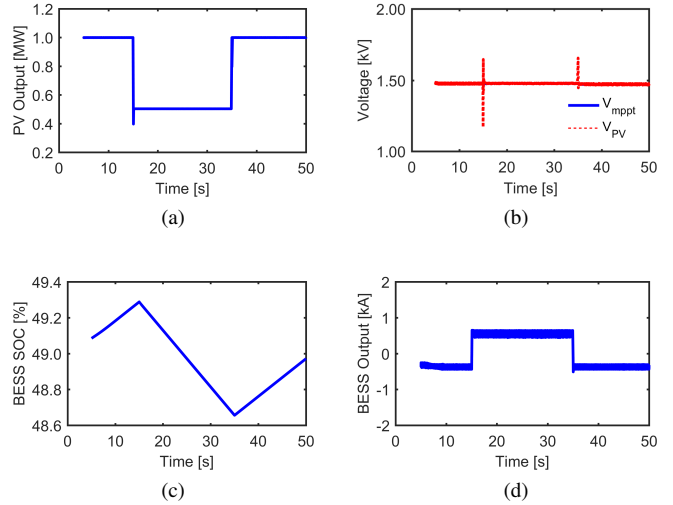 1.2
1.0
0.8
0.6
0.4
0.2
PV Output [MW]
0 10 20 30 40 50
Time [s]
(a)
2.00
1.50
1.00
Voltage [kV]
V_mppt
V_PV
0 10 20 30 40 50
Time [s]
(b)
49.4
49.2
49.0
48.8
48.6
BESS SOC [%]
0 10 20 30 40 50
Time [s]
(c)
2
1
0
-1
-2
BESS Output [kA]
0 10 20 30 40 50
Time [s]
(d)